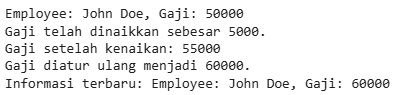 Employee: John Doe, Gaji: 50000
Gaji telah dinaikkan sebesar 5000.
Gaji setelah kenaikan: 55000
Gaji diatur ulang menjadi 60000.
Informasi terbaru: Employee: John Doe, Gaji: 60000